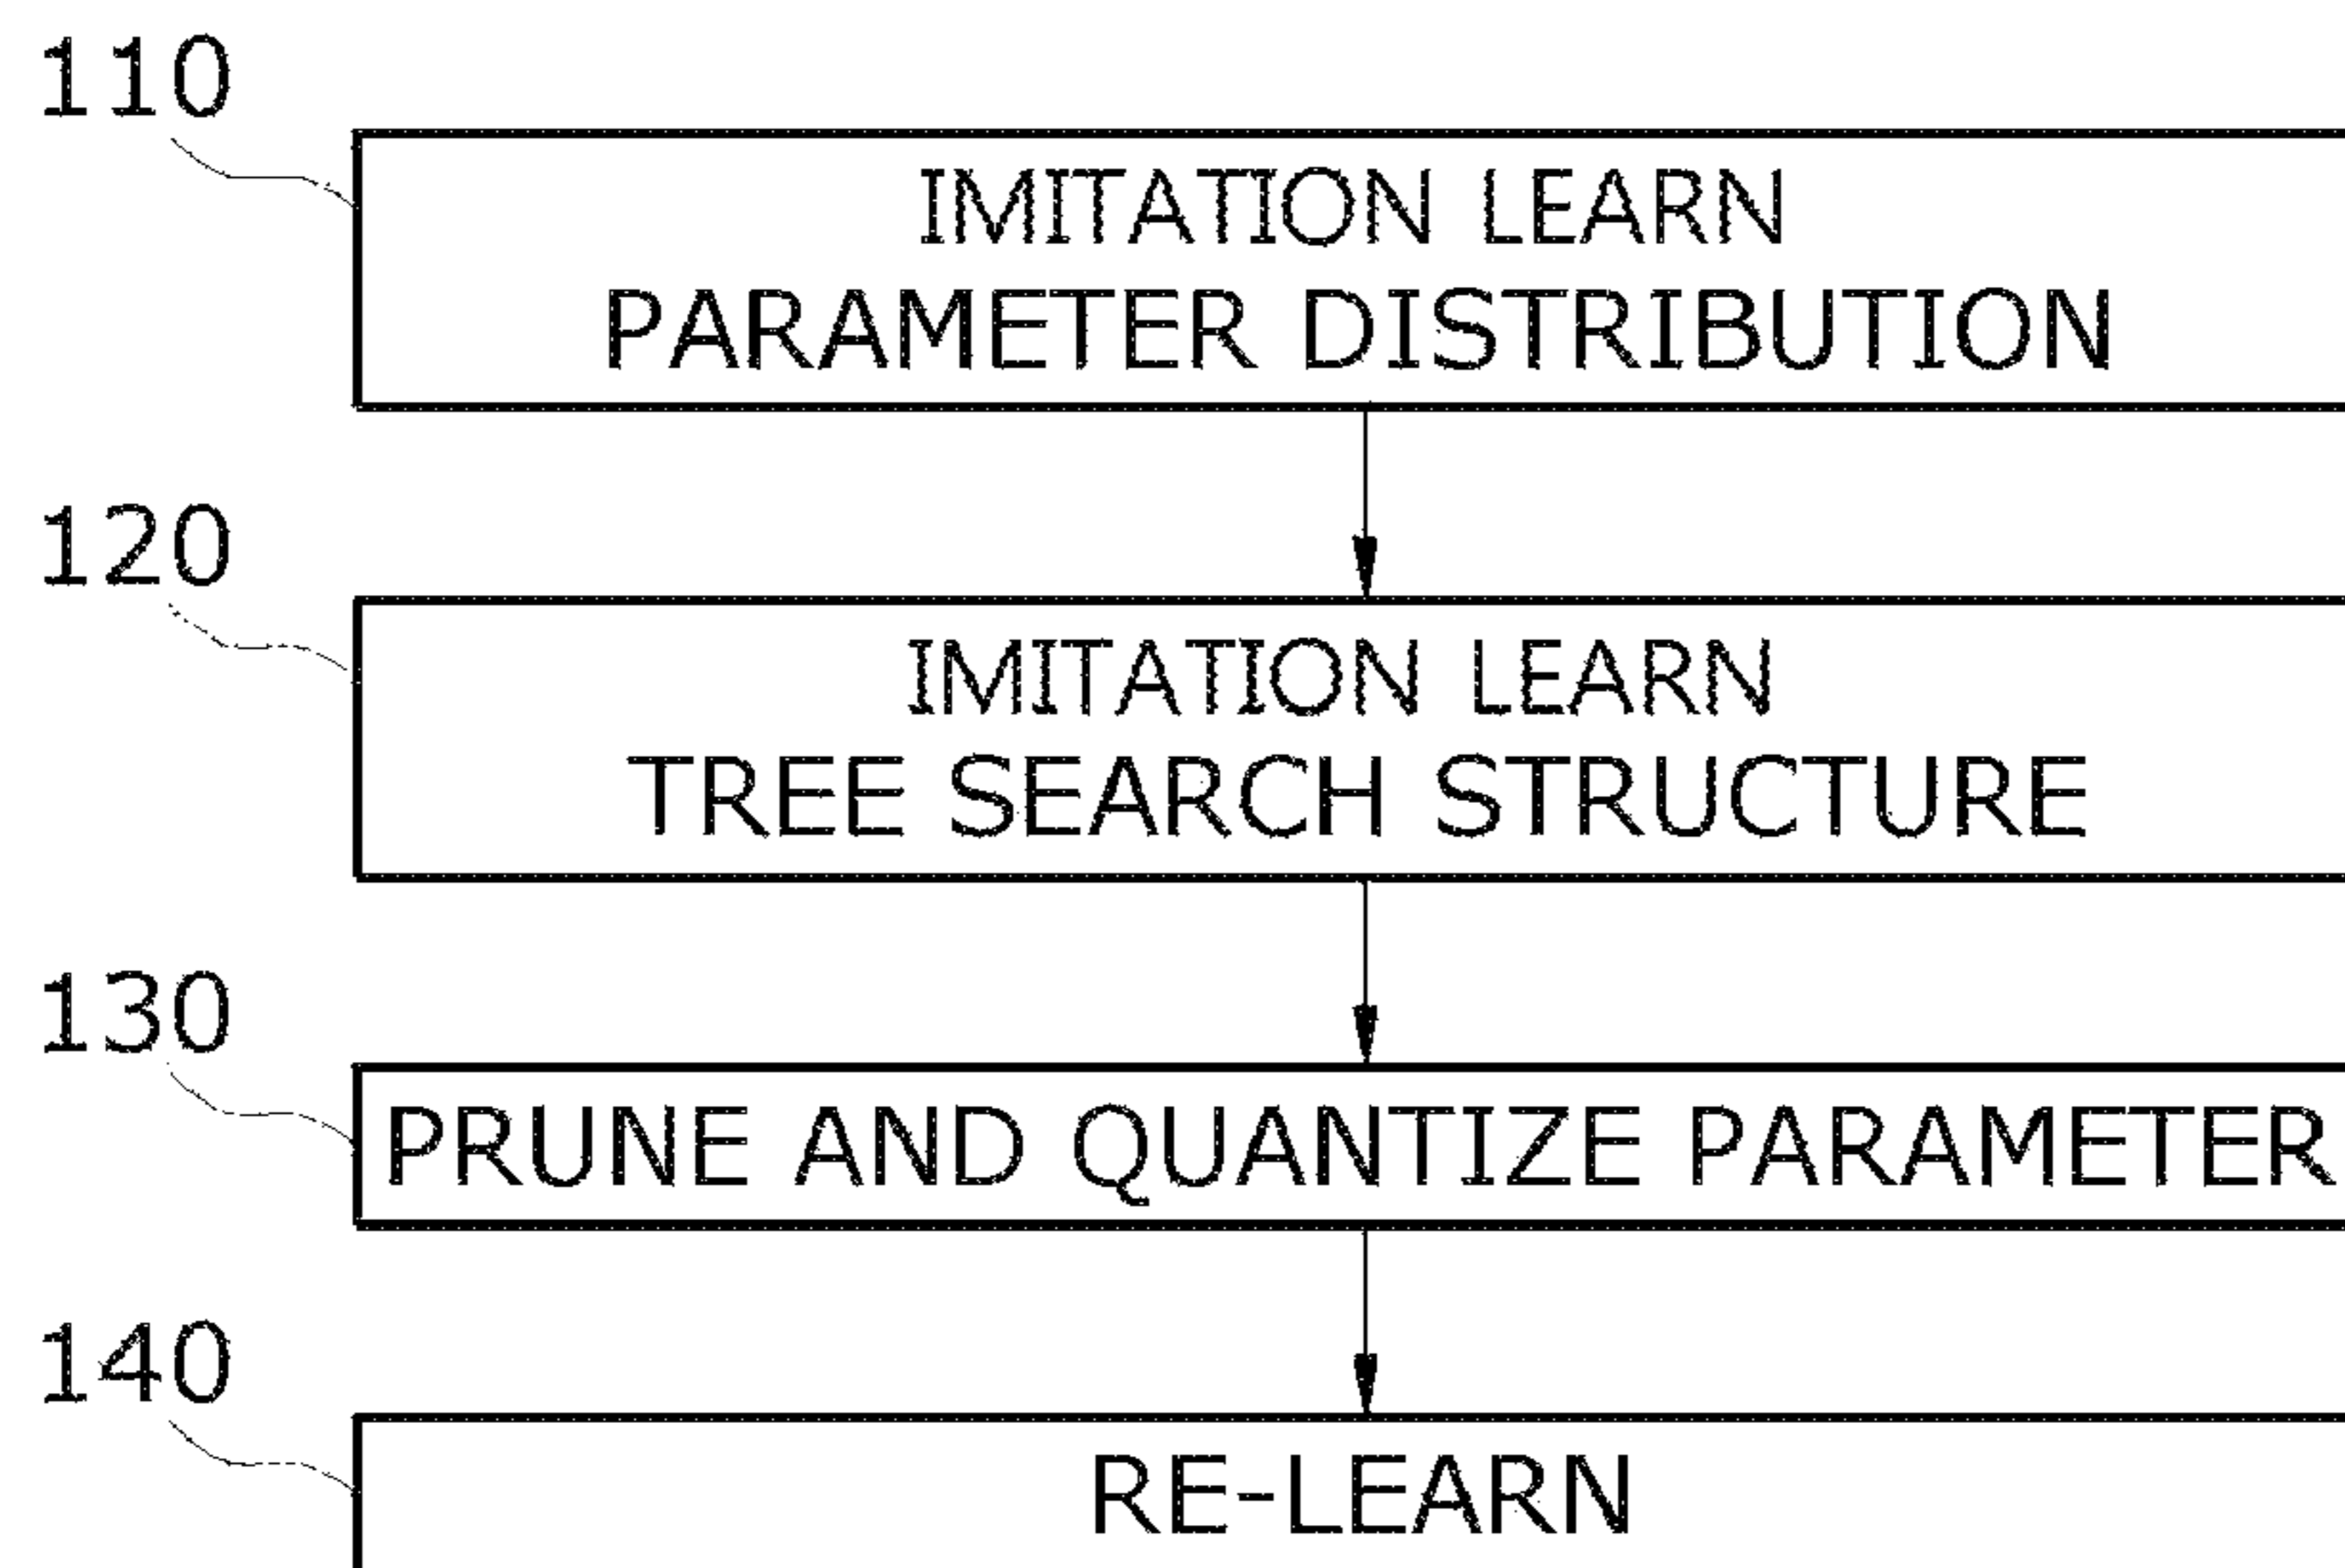 110
IMITATION LEARN
PARAMETER DISTRIBUTION
120
IMITATION LEARN
TREE SEARCH STRUCTURE
130
PRUNE AND QUANTIZE PARAMETER
140
RE-LEARN